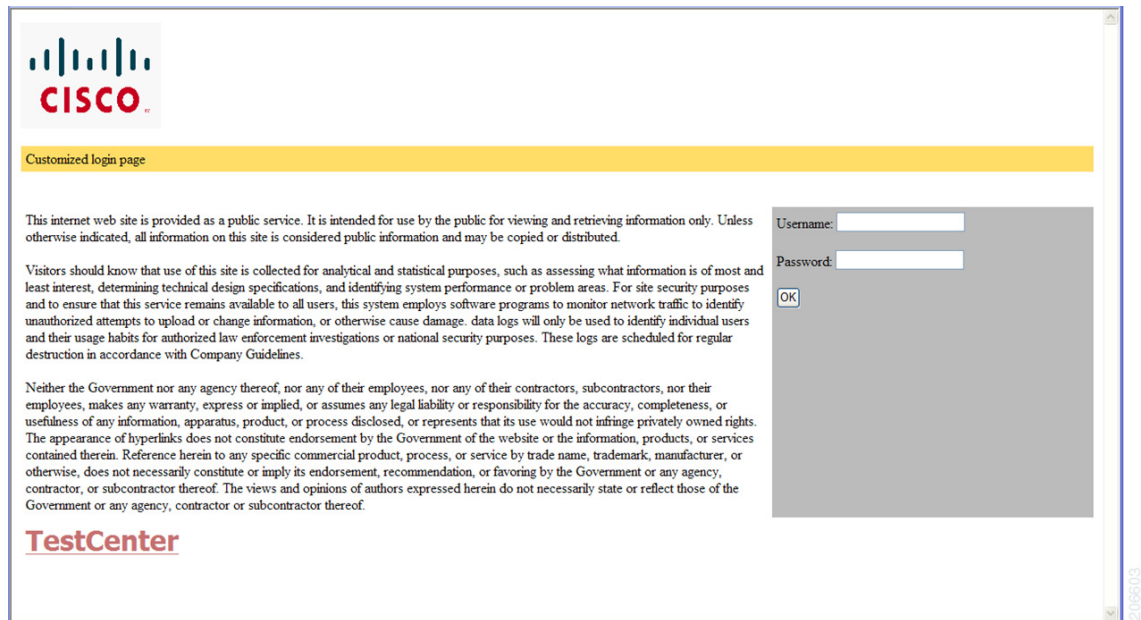 CISCO
Customized login page
This internet web site is provided as a public service. It is intended for use by the public for viewing and retrieving information only. Unless
otherwise indicated, all information on this site is considered public information and may be copied or distributed.
Visitors should know that use of this site is collected for analytical and statistical purposes, such as assessing what information is of most and
least interest, determining technical design specifications, and identifying system performance or problem areas. For site security purposes
and to ensure that this service remains available to all users, this system employs software programs to monitor network traffic to identify
unauthorized attempts to upload or change information, or otherwise cause damage. data logs will only be used to identify individual users
and their usage habits for authorized law enforcement investigations or national security purposes. These logs are scheduled for regular
destruction in accordance with Company Guidelines.
Neither the Government nor any agency thereof, nor any of their employees, nor any of their contractors, subcontractors, nor their
employees, makes any warranty, express or implied, or assumes any legal liability or responsibility for the accuracy, completeness, or
usefulness of any information, apparatus, product, or process disclosed, or represents that its use would not infringe privately owned rights.
The appearance of hyperlinks does not constitute endorsement by the Government of the website or the information, products, or services
contained therein. Reference herein to any specific commercial product, process, or service by trade name, trademark, manufacturer, or
otherwise, does not necessarily constitute or imply its endorsement, recommendation, or favoring by the Government or any agency,
contractor, or subcontractor thereof. The views and opinions of authors expressed herein do not necessarily state or reflect those of the
Government or any agency, contractor or subcontractor thereof.
TestCenter
Username:
Password:
OK
206603